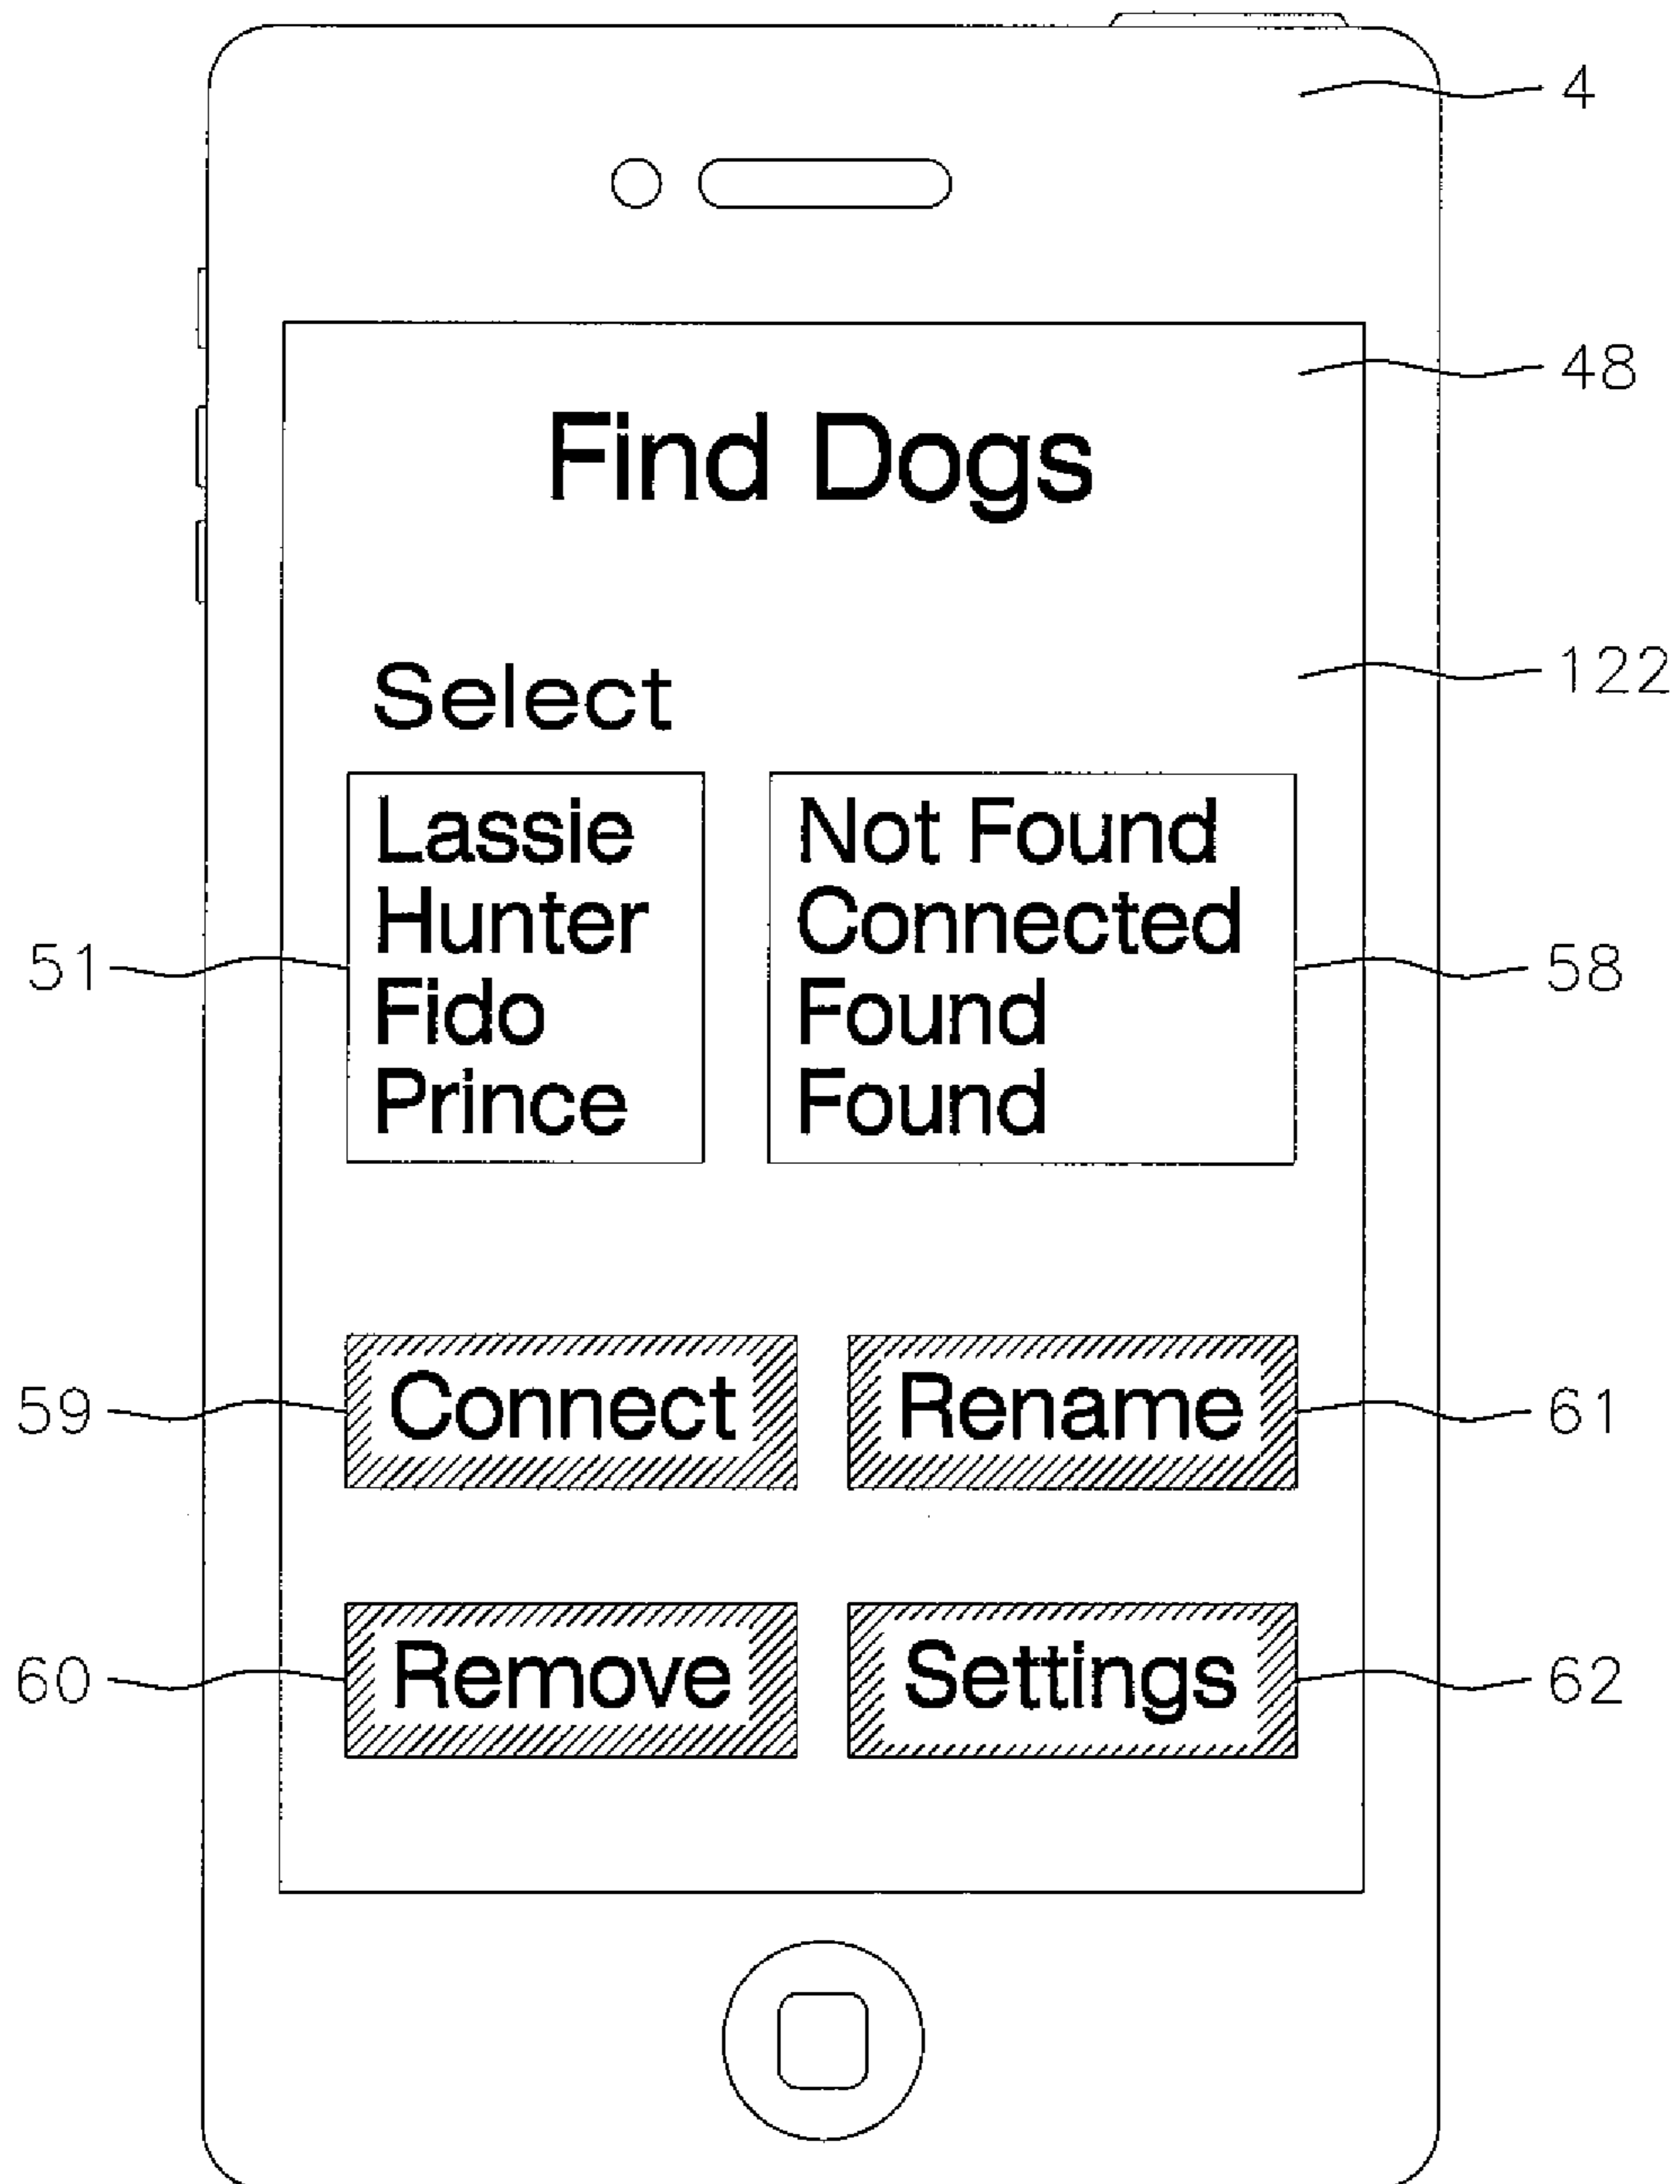 4
48
Find Dogs
122
Select
Lassie Not Found
Hunter Connected
51
58
Fido Found
Prince Found
59
Connect
Rename
61
60
Remove
Settings
62